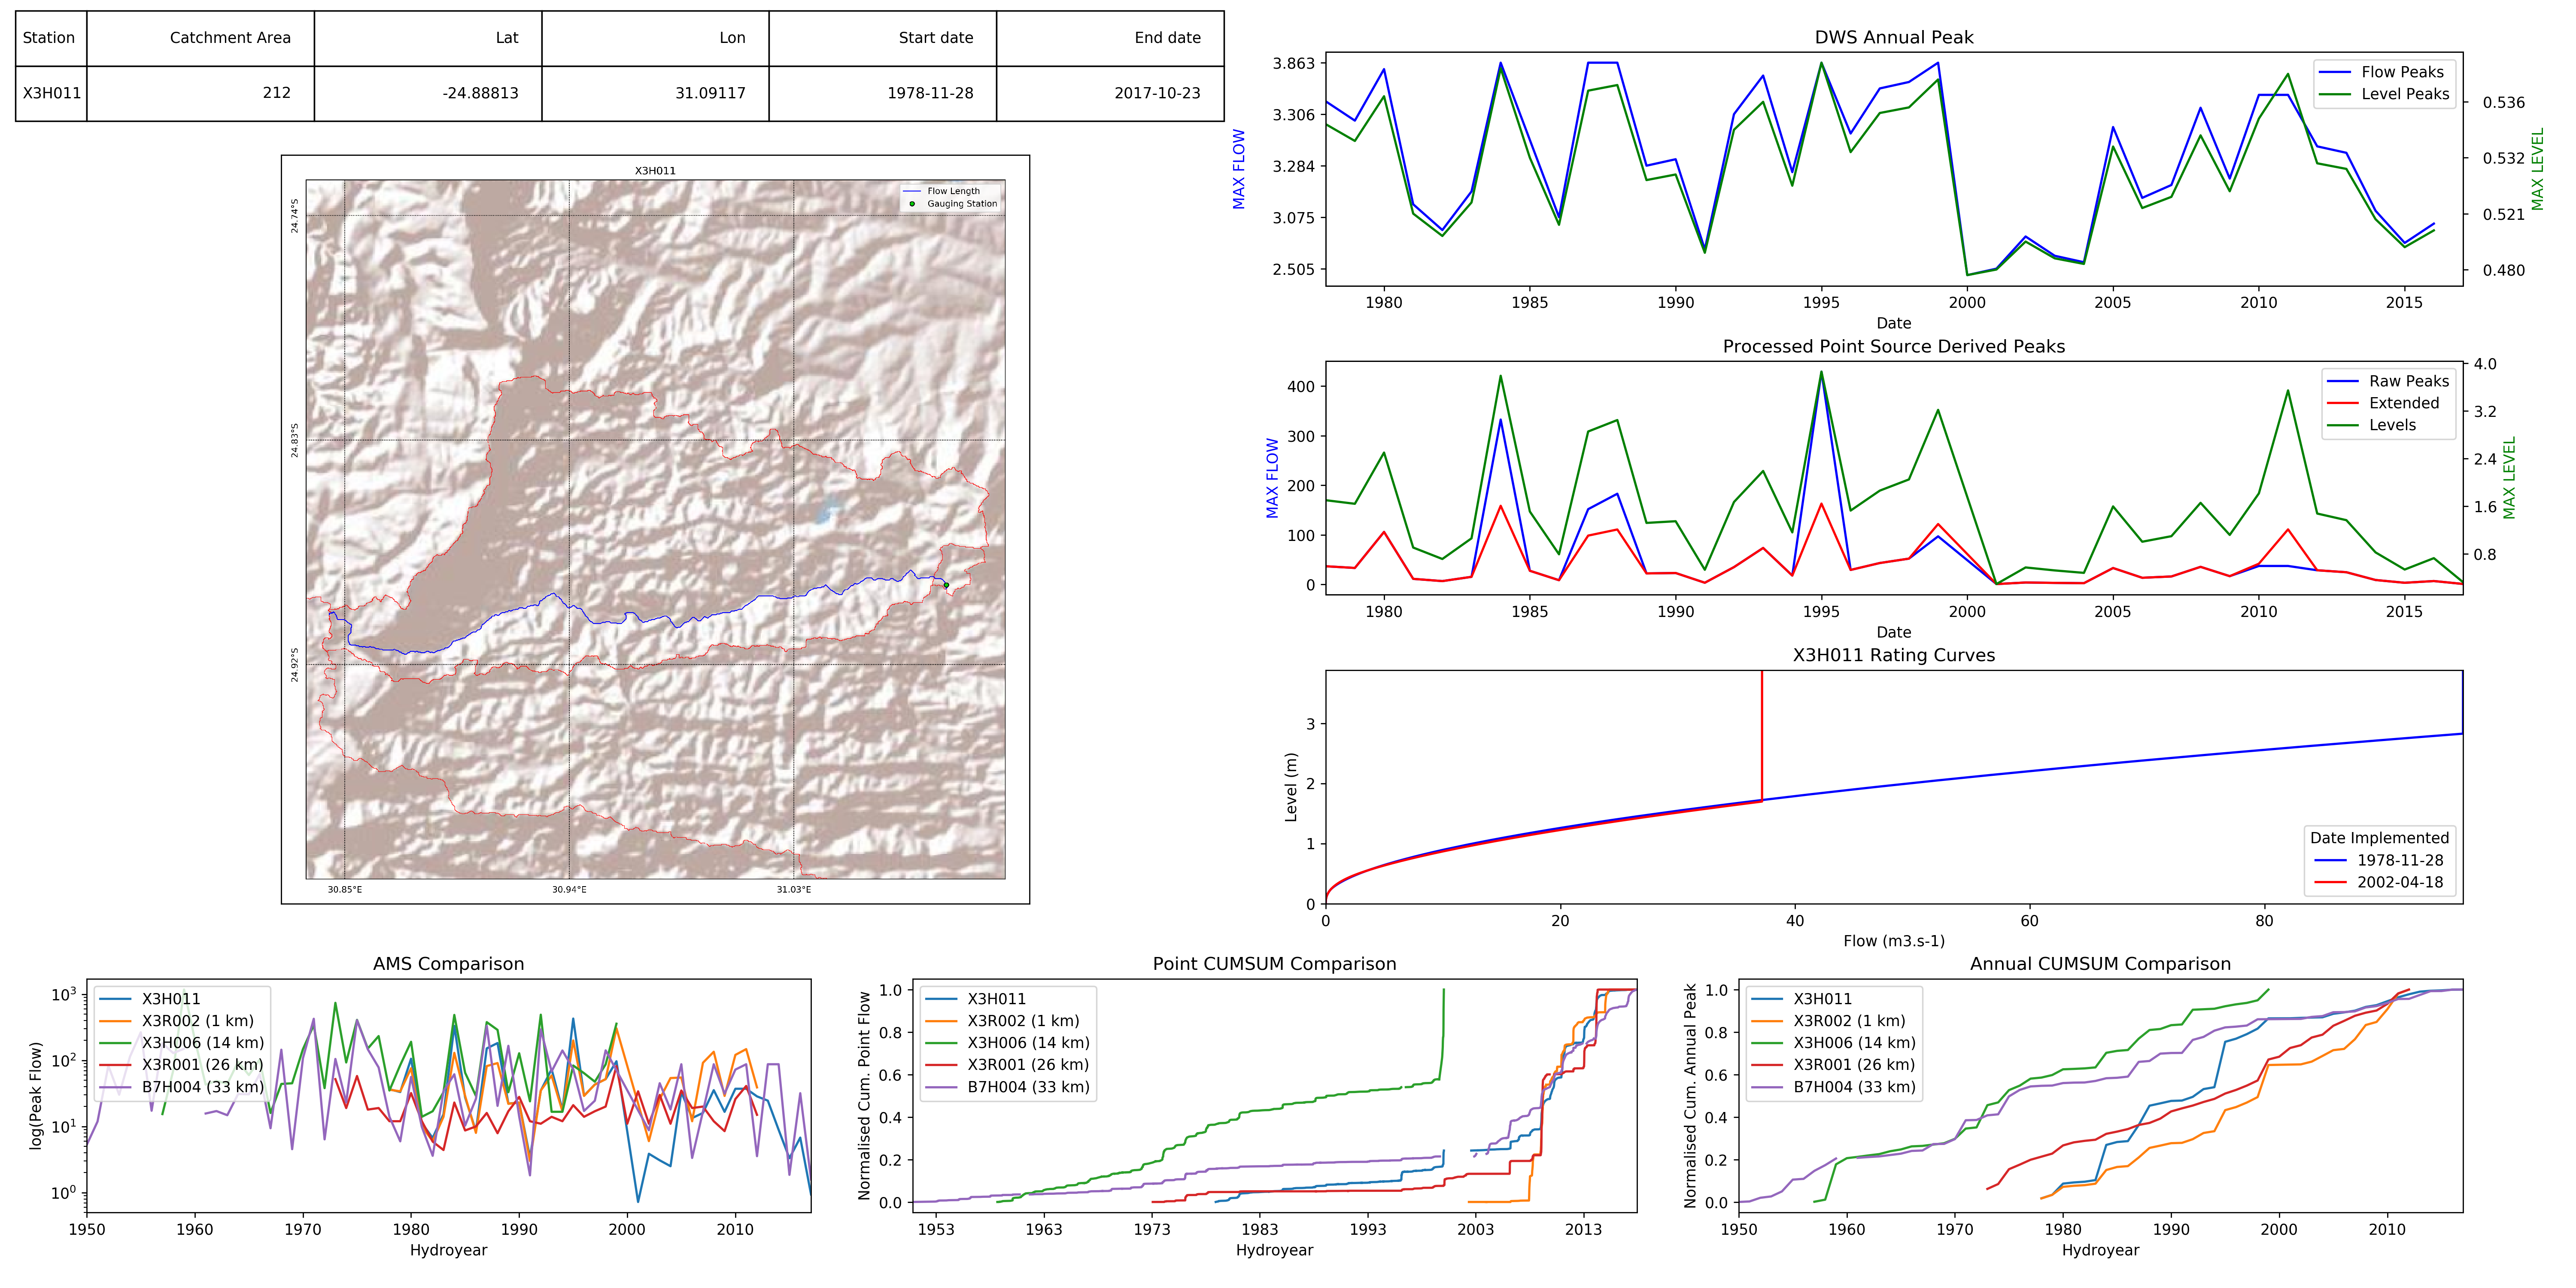 Station Catchment Area Lat Lon Start date End date
X3H011 212 -24.88813 31.09117 1978-11-28 2017-10-23
X3H011
Flow Length
Gauging Station
24.74°S
24.83°S
24.92°S
30.85°E 30.94°E 31.03°E
DWS Annual Peak
Flow Peaks
Level Peaks
MAX FLOW
3.863
3.306
3.284
3.075
2.505
MAX LEVEL
0.536
0.532
0.521
0.480
1980 1985 1990 1995 2000 2005 2010 2015
Date
Processed Point Source Derived Peaks
Raw Peaks
Extended
Levels
MAX FLOW
400
300
200
100
0
MAX LEVEL
4.0
3.2
2.4
1.6
0.8
1980 1985 1990 1995 2000 2005 2010 2015
Date
X3H011 Rating Curves
Level (m)
3
2
1
0
0 20 40 60 80
Flow (m3.s-1)
Date Implemented
1978-11-28
2002-04-18
AMS Comparison
log(Peak Flow)
10³
10²
10¹
10⁰
X3H011
X3R002 (1 km)
X3H006 (14 km)
X3R001 (26 km)
B7H004 (33 km)
1950 1960 1970 1980 1990 2000 2010
Hydroyear
Point CUMSUM Comparison
Normalised Cum. Point Flow
1.0
0.8
0.6
0.4
0.2
0.0
X3H011
X3R002 (1 km)
X3H006 (14 km)
X3R001 (26 km)
B7H004 (33 km)
1953 1963 1973 1983 1993 2003 2013
Hydroyear
Annual CUMSUM Comparison
Normalised Cum. Annual Peak
1.0
0.8
0.6
0.4
0.2
0.0
X3H011
X3R002 (1 km)
X3H006 (14 km)
X3R001 (26 km)
B7H004 (33 km)
1950 1960 1970 1980 1990 2000 2010
Hydroyear